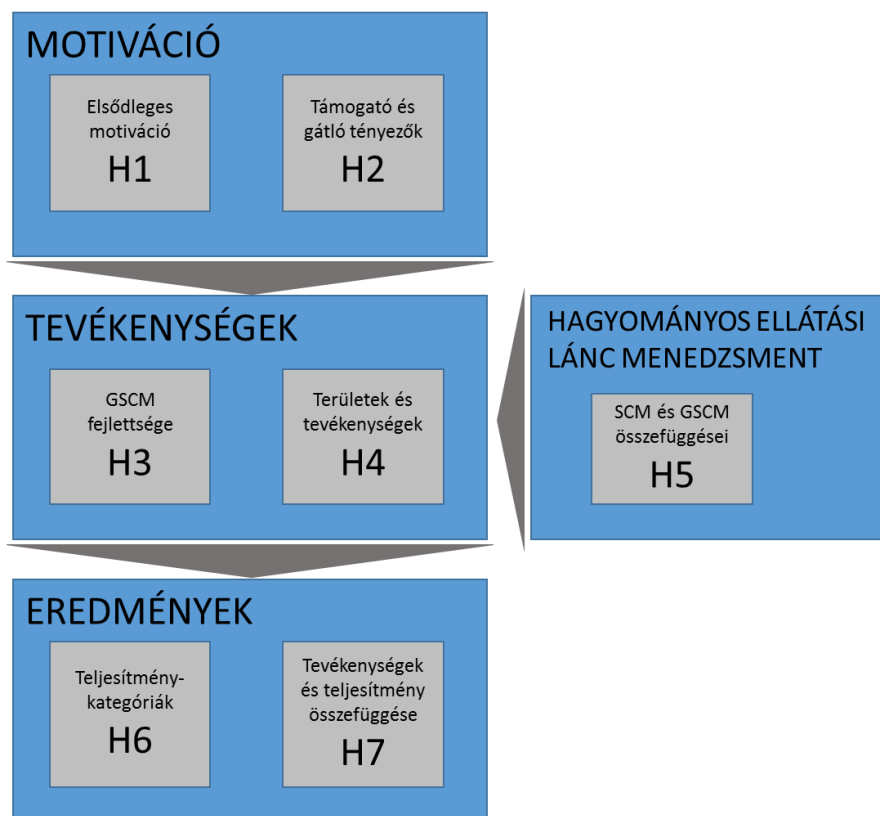 MOTIVÁCIÓ
Elsődleges
motiváció
H1
Támogató és
gátló tényezők
H2
TEVÉKENYSÉGEK
GSCM
fejlettsége
H3
Területek és
tevékenységek
H4
HAGYOMÁNYOS ELLÁTÁSI
LÁNC MENEDZSMENT
SCM és GSCM
összefüggései
H5
EREDMÉNYEK
Teljesítmény-
kategóriák
H6
Tevékenységek
és teljesítmény
összefüggése
H7